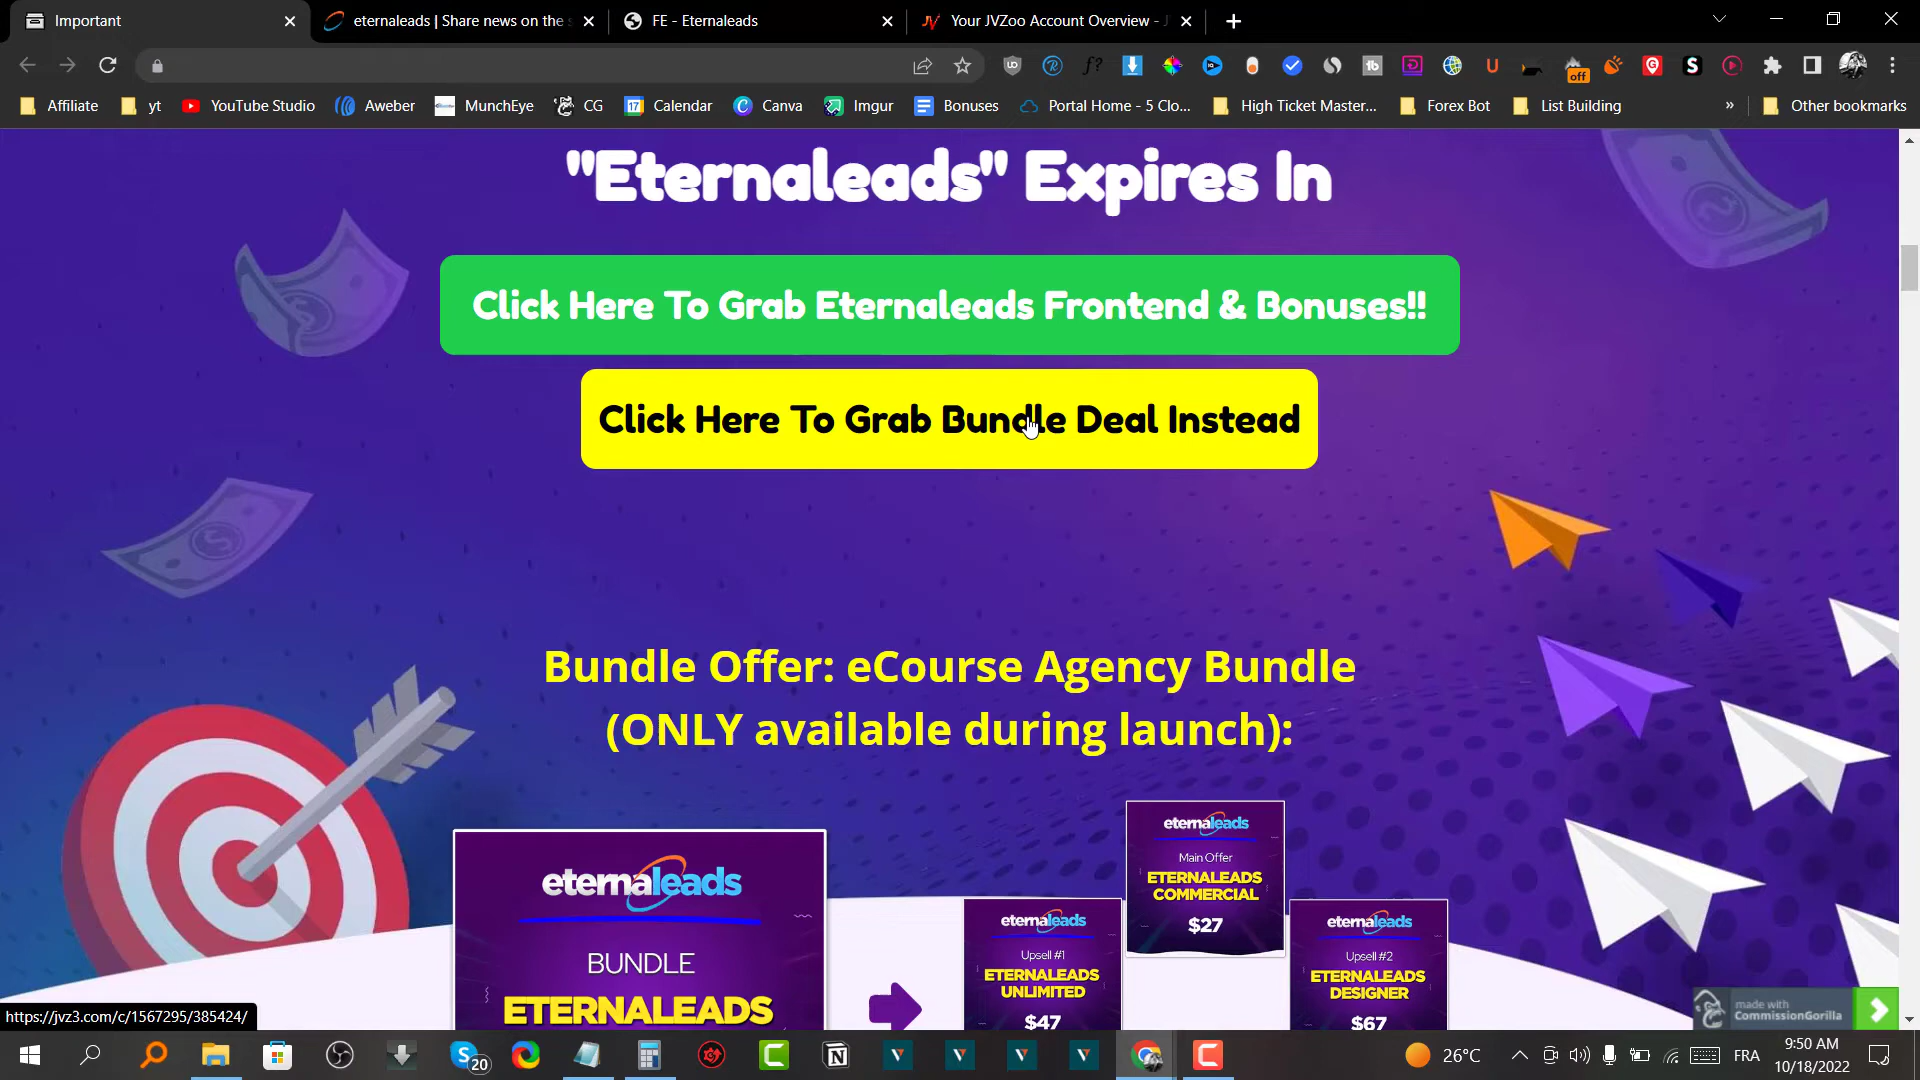 Important
eternaleads | Share news on the s
FE - Eternaleads
Your JVZoo Account Overview - J
off
Affiliate
yt
YouTube Studio
Aweber
MunchEye
CG
17
Calendar
Canva
Imgur
Bonuses
Portal Home - 5 Clo...
High Ticket Master...
Forex Bot
List Building
»
Other bookmarks
"Eternaleads" Expires In
Click Here To Grab Eternaleads Frontend & Bonuses!!
Click Here To Grab Bundle Deal Instead
Bundle Offer: eCourse Agency Bundle
(ONLY available during launch):
eternaleads
Main Offer
ETERNALEADS
COMMERCIAL
$27
eternaleads
BUNDLE
ETERNALEADS
eternaleads
Upsell #1
ETERNALEADS
UNLIMITED
$47
eternaleads
Upsell #2
ETERNALEADS
DESIGNER
$67
made with
CommissionGorilla
https://jvz3.com/c/1567295/385424/
20
26°C
FRA
9:50 AM
10/18/2022